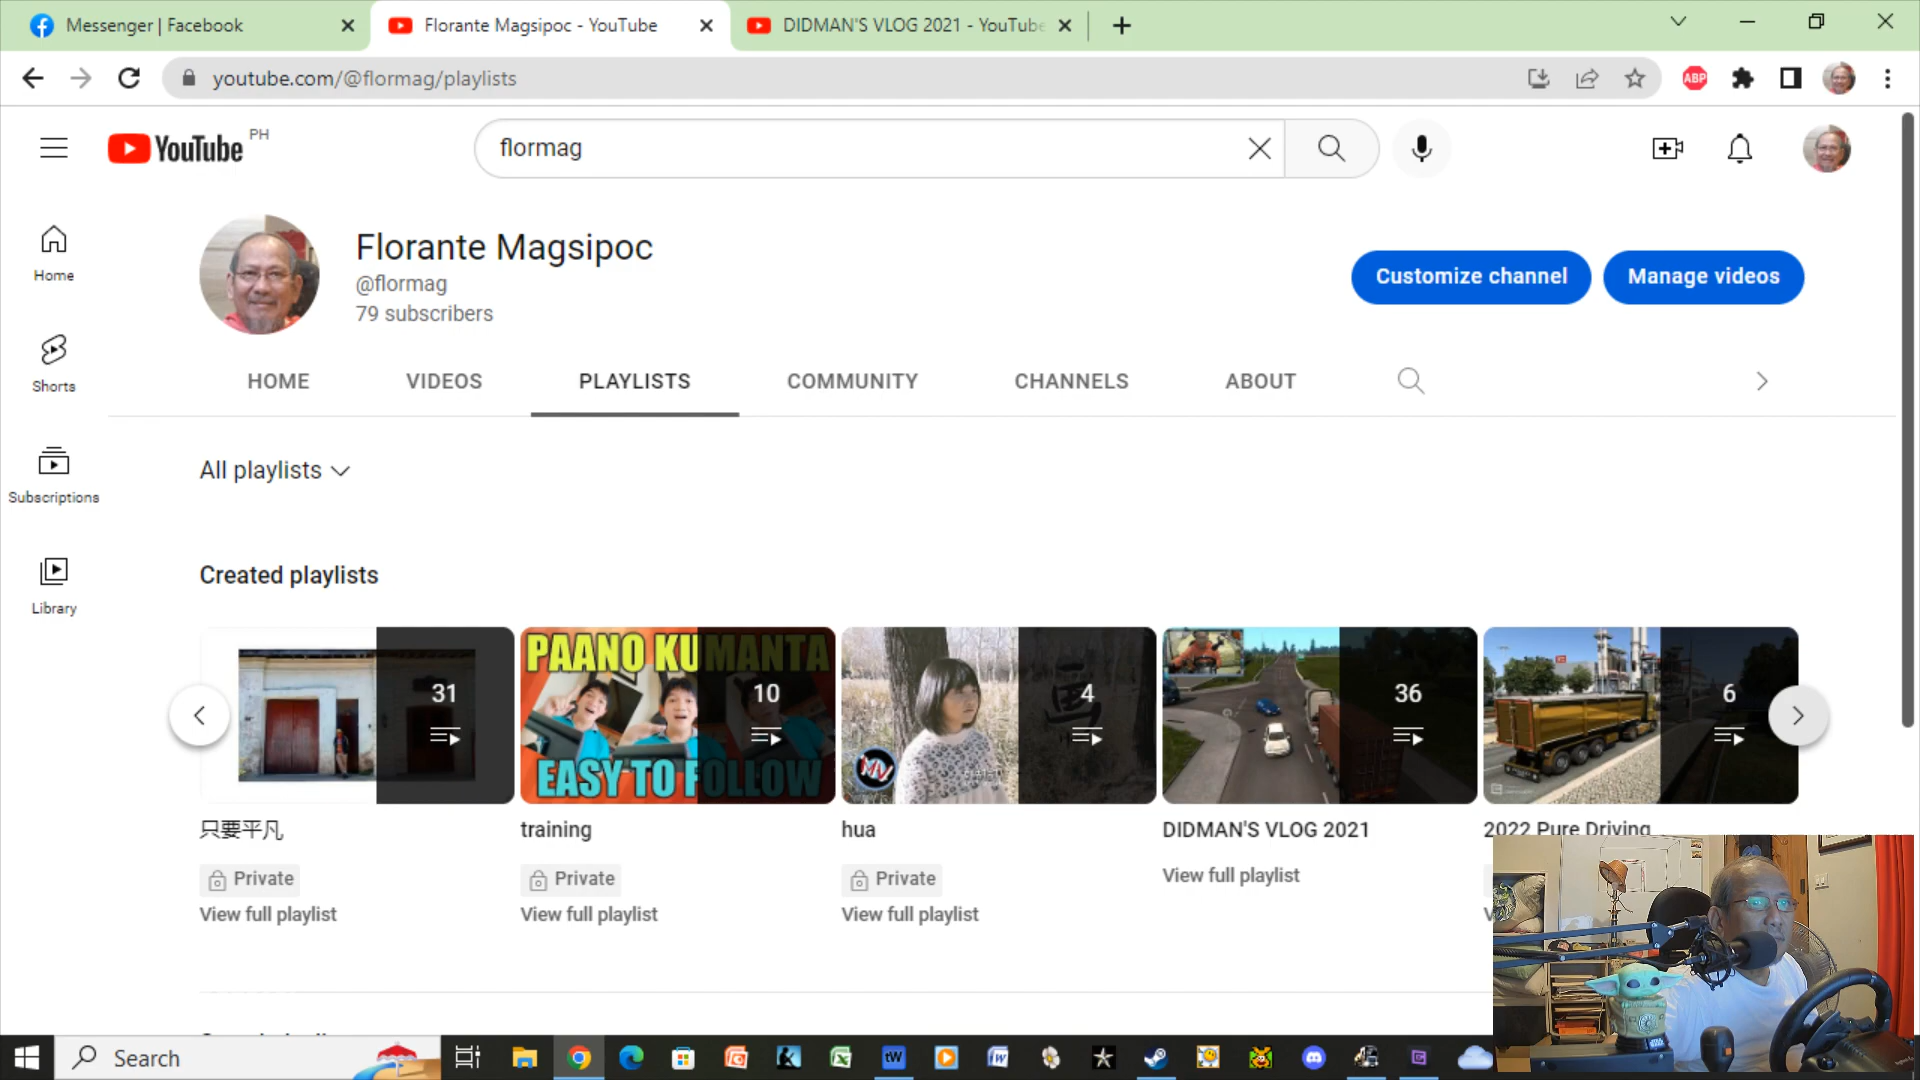 Messenger | Facebook
Florante Magsipoc - YouTube
DIDMAN'S VLOG 2021 - YouTube
youtube.com/@flormag/playlists
ABP
YouTube PH
flormag
Home
Shorts
Subscriptions
Library
Florante Magsipoc
@flormag
79 subscribers
Customize channel
Manage videos
HOME
VIDEOS
PLAYLISTS
COMMUNITY
CHANNELS
ABOUT
All playlists
Created playlists
31
PAANO KUMANTA
EASY TO FOLLOW
10
MV
4
36
6
只要平凡
training
hua
DIDMAN'S VLOG 2021
2022 Pure Driving
Private
Private
Private
View full playlist
View full playlist
View full playlist
View full playlist
Search